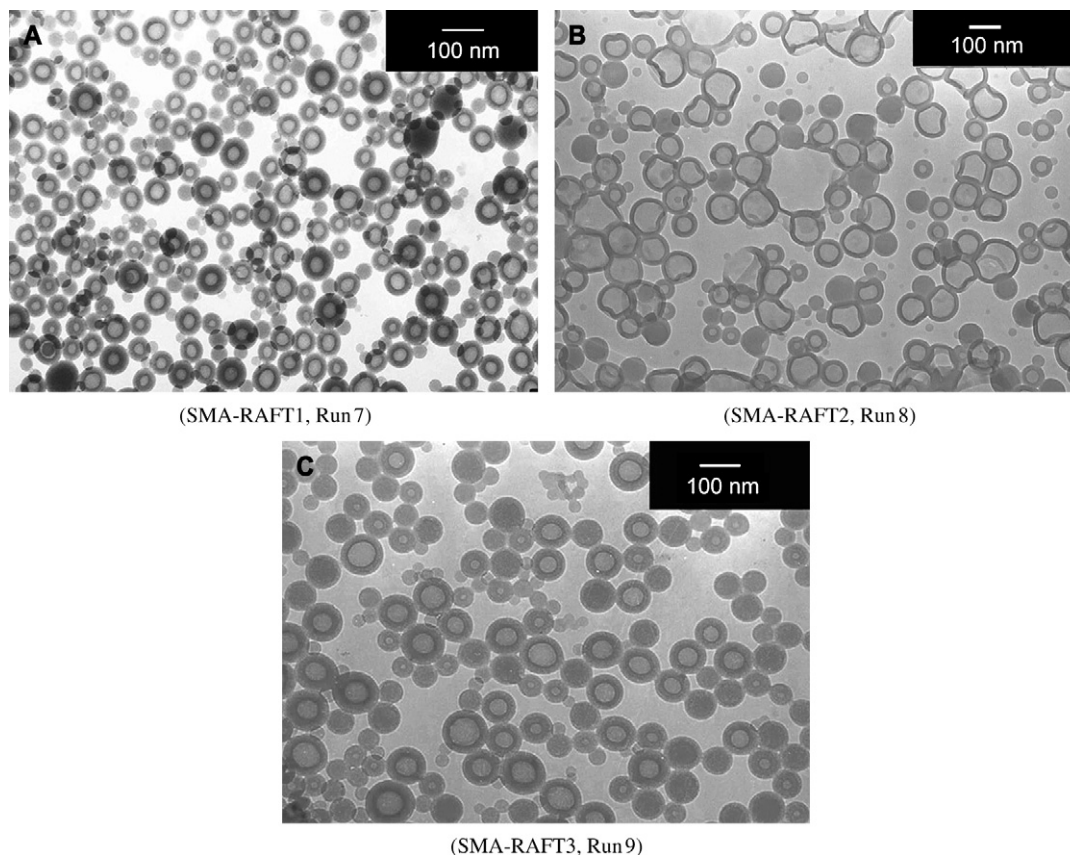 A
100 nm
B
100 nm
(SMA-RAFT1, Run 7)
(SMA-RAFT2, Run 8)
C
100 nm
(SMA-RAFT3, Run 9)